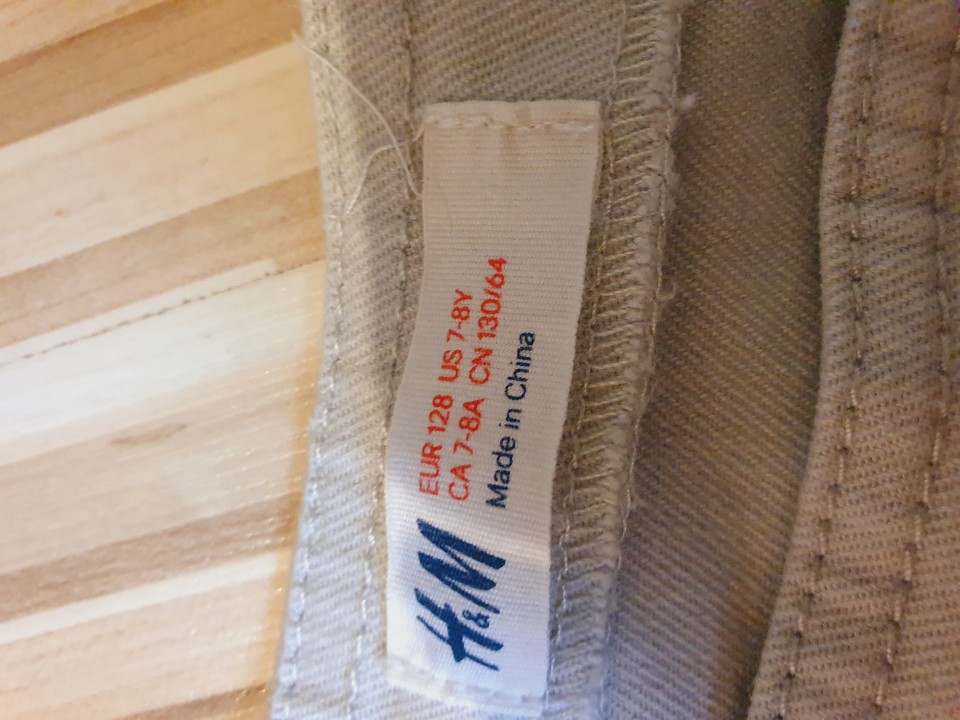 H&M
EUR 128 US 7-8Y
CA 7-8A CN 130/64
Made in China